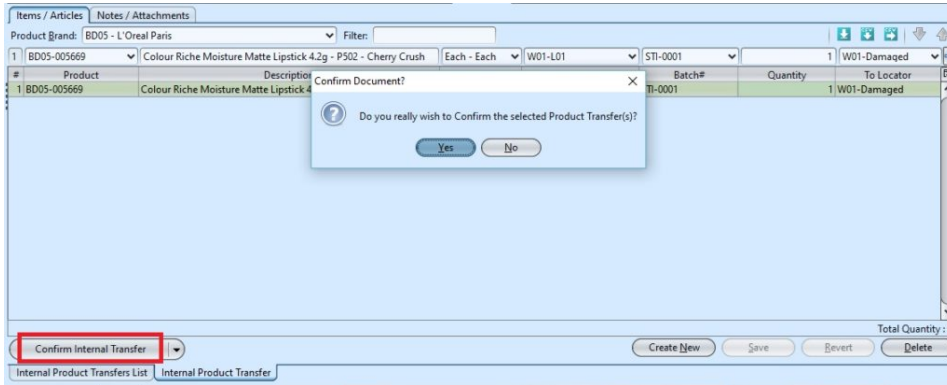 Items / Articles Notes / Attachments
Product Brand: BD05 - L'Oreal Paris Filter:
1 BD05-005669 Colour Riche Moisture Matte Lipstick 4.2g - P502 - Cherry Crush Each - Each W01-L01 STI-0001 1 W01-Damaged
# Product Description Batch# Quantity To Locator
1 BD05-005669 Colour Riche Moisture Matte Lipstick 4 TI-0001 1 W01-Damaged
Confirm Document?
Do you really wish to Confirm the selected Product Transfer(s)?
Yes No
Total Quantity :
Confirm Internal Transfer Create New Save Revert Delete
Internal Product Transfers List Internal Product Transfer